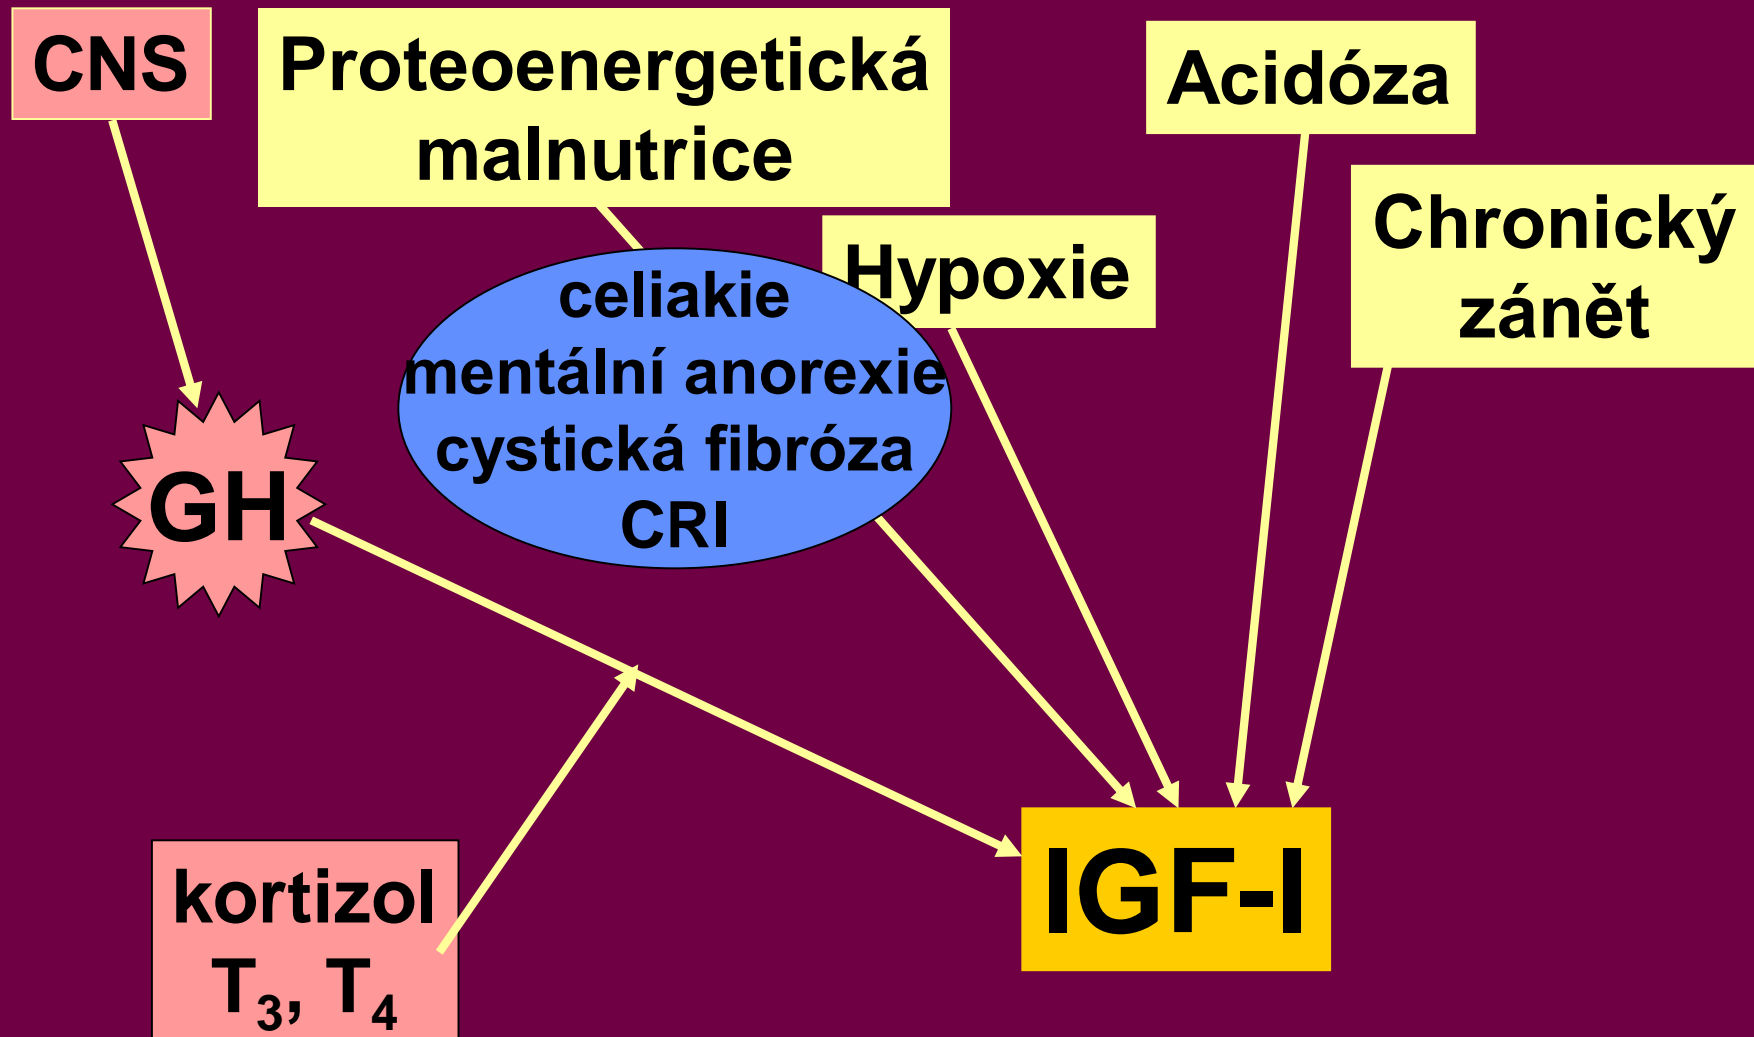 CNS
Proteoenergetická
malnutrice
Acidóza
Chronický
zánět
Hypoxie
celiakie
mentální anorexie
cystická fibróza
CRI
GH
kortizol
T₃, T₄
IGF-I